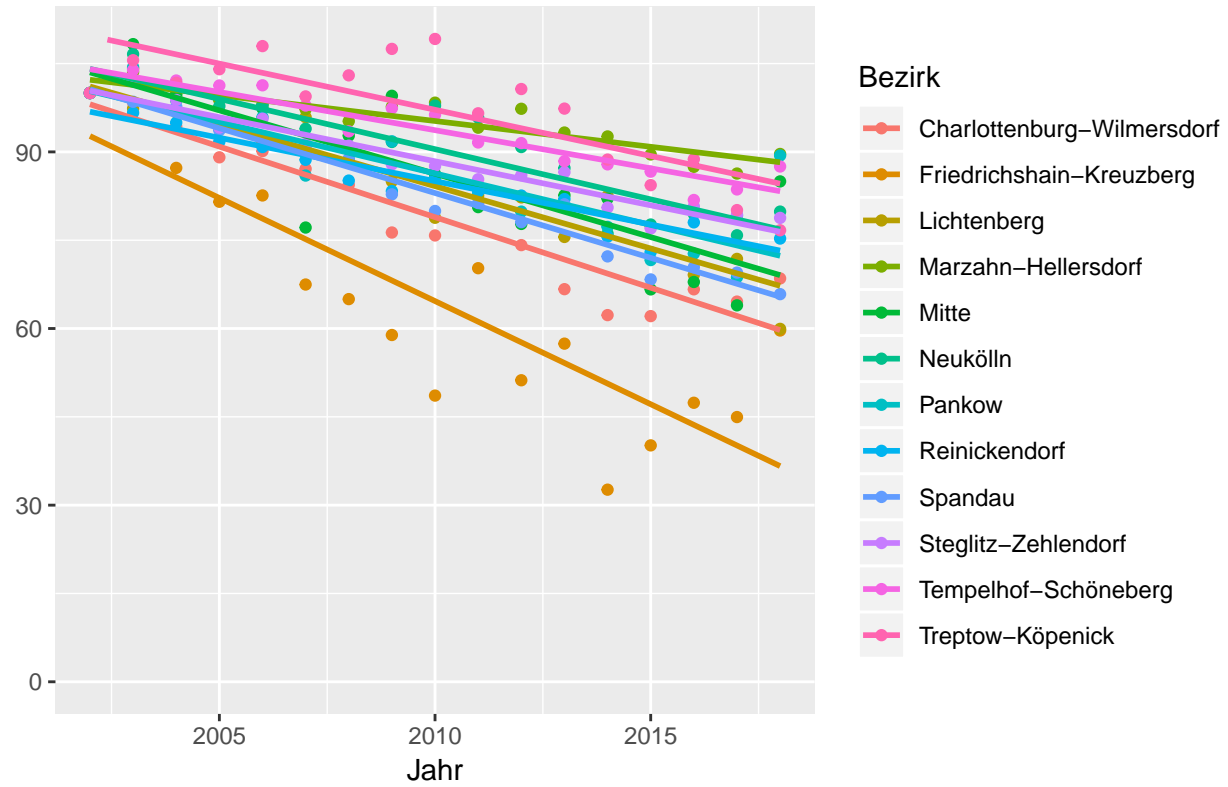 90
60
30
0
2005 2010 2015
Jahr
Bezirk
Charlottenburg−Wilmersdorf
Friedrichshain−Kreuzberg
Lichtenberg
Marzahn−Hellersdorf
Mitte
Neukölln
Pankow
Reinickendorf
Spandau
Steglitz−Zehlendorf
Tempelhof−Schöneberg
Treptow−Köpenick